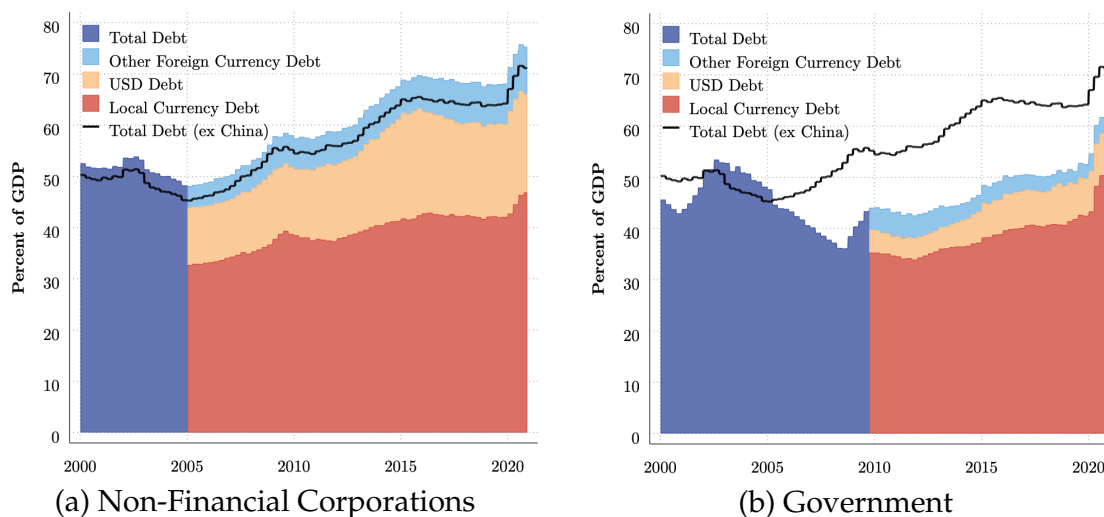 80
70
60
50
40
30
20
10
0
Percent of GDP
Total Debt
Other Foreign Currency Debt
USD Debt
Local Currency Debt
Total Debt (ex China)
2000 2005 2010 2015 2020
(a) Non-Financial Corporations
80
70
60
50
40
30
20
10
0
Percent of GDP
Total Debt
Other Foreign Currency Debt
USD Debt
Local Currency Debt
Total Debt (ex China)
2000 2005 2010 2015 2020
(b) Government